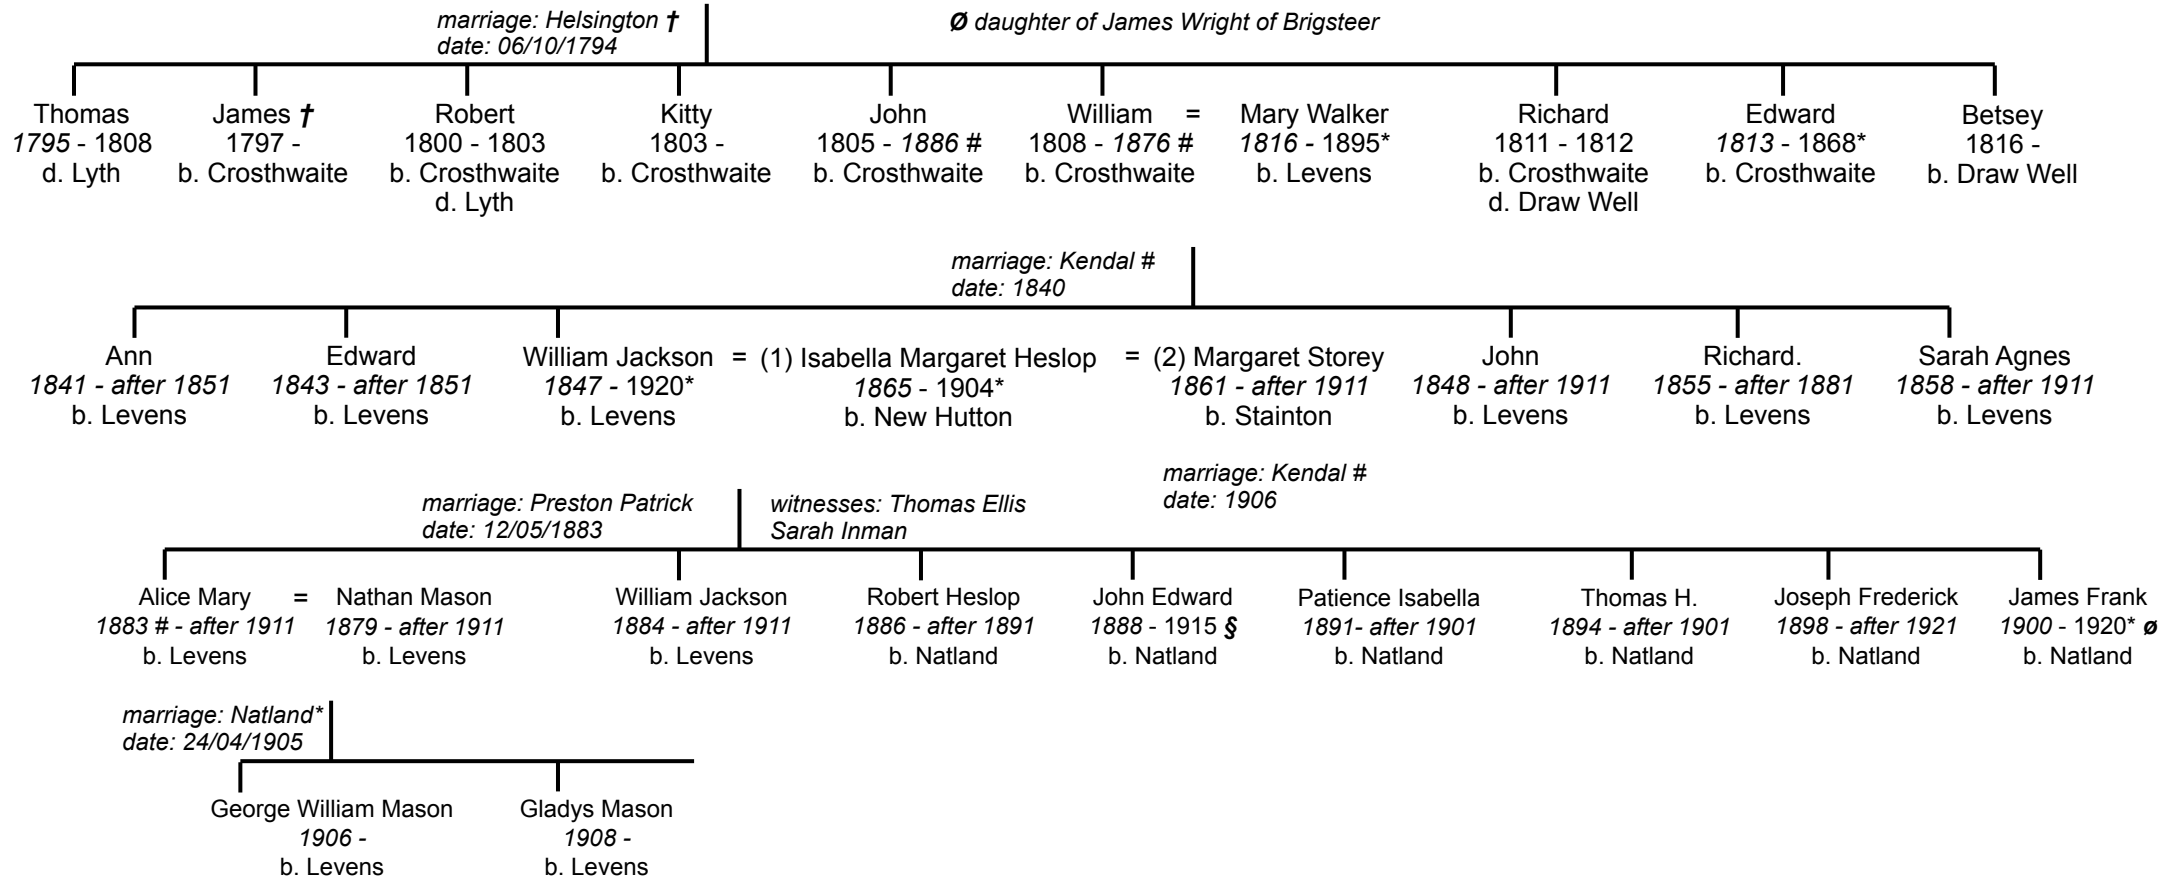 marriage: Helsington †
date: 06/10/1794
Ø daughter of James Wright of Brigsteer
Thomas
1795 - 1808
d. Lyth
James †
1797 -
b. Crosthwaite
Robert
1800 - 1803
b. Crosthwaite
d. Lyth
Kitty
1803 -
b. Crosthwaite
John
1805 - 1886 #
b. Crosthwaite
William =
1808 - 1876 #
b. Crosthwaite
Mary Walker
1816 - 1895*
b. Levens
Richard
1811 - 1812
b. Crosthwaite
d. Draw Well
Edward
1813 - 1868*
b. Crosthwaite
Betsey
1816 -
b. Draw Well
marriage: Kendal #
date: 1840
Ann
1841 - after 1851
b. Levens
Edward
1843 - after 1851
b. Levens
William Jackson =
1847 - 1920*
b. Levens
(1) Isabella Margaret Heslop =
1865 - 1904*
b. New Hutton
(2) Margaret Storey
1861 - after 1911
b. Stainton
John
1848 - after 1911
b. Levens
Richard.
1855 - after 1881
b. Levens
Sarah Agnes
1858 - after 1911
b. Levens
marriage: Kendal #
date: 1906
marriage: Preston Patrick
date: 12/05/1883
witnesses: Thomas Ellis
Sarah Inman
Alice Mary =
1883 # - after 1911
b. Levens
Nathan Mason
1879 - after 1911
b. Levens
William Jackson
1884 - after 1911
b. Levens
Robert Heslop
1886 - after 1891
b. Natland
John Edward
1888 - 1915 §
b. Natland
Patience Isabella
1891- after 1901
b. Natland
Thomas H.
1894 - after 1901
b. Natland
Joseph Frederick
1898 - after 1921
b. Natland
James Frank
1900 - 1920* ø
b. Natland
marriage: Natland*
date: 24/04/1905
George William Mason
1906 -
b. Levens
Gladys Mason
1908 -
b. Levens